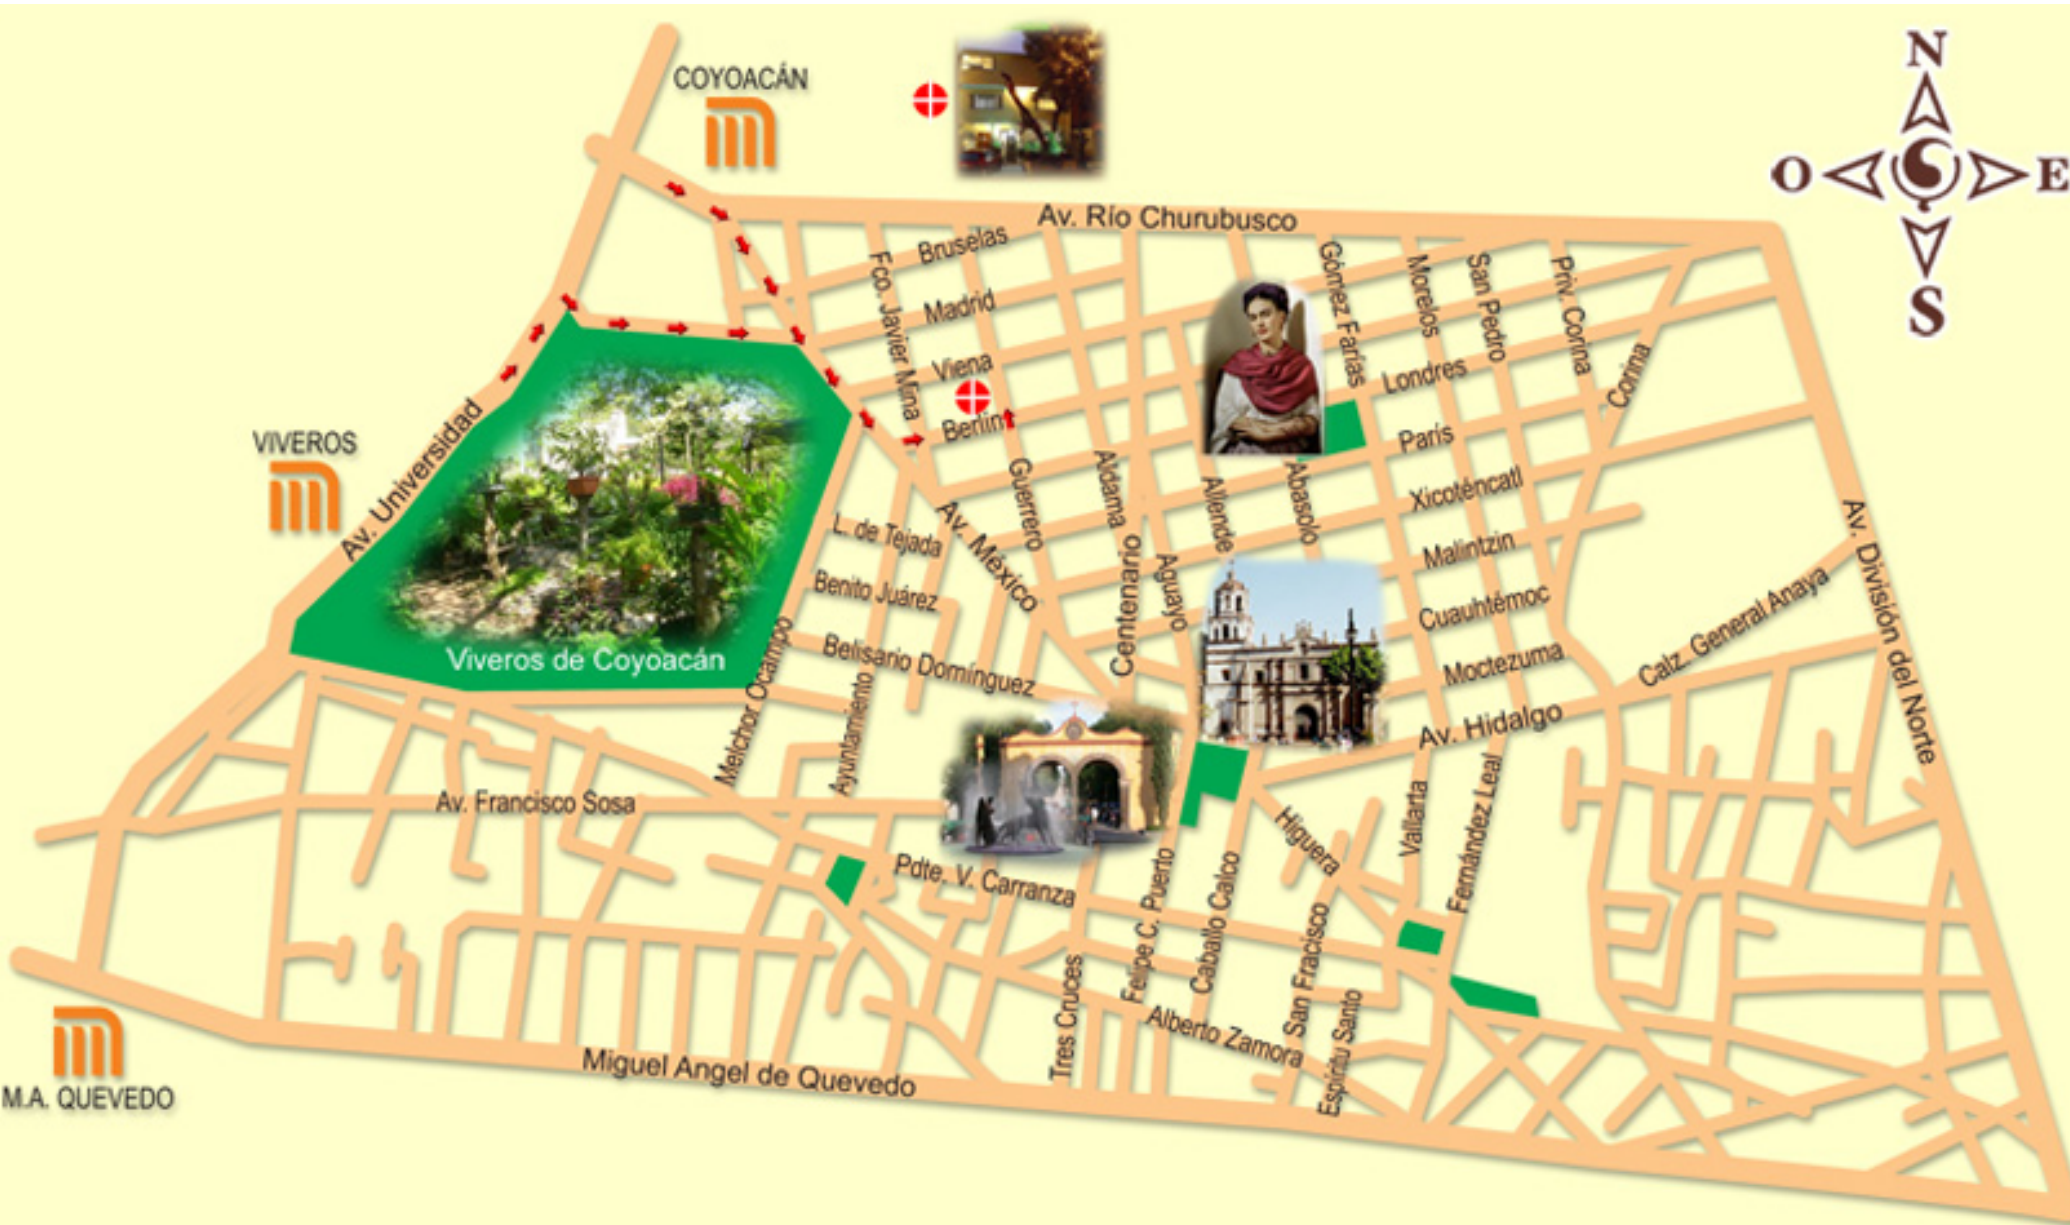 COYOACÁN
N
O
E
S
Av. Río Churubusco
Bruselas
Fco. Javier Mina
Madrid
Viena
Berlín
Gómez Farías
Morelos
San Pedro
Priv. Corina
Corina
Londres
París
Xicoténcatl
Malintzin
Cuauhtémoc
Moctezuma
Av. Hidalgo
Calz. General Anaya
Av. División del Norte
VIVEROS
Av. Universidad
Viveros de Coyoacán
Guerrero
Aldama
Centenario
Aguayo
Allende
Abasolo
Av. México
L. de Tejada
Benito Juárez
Belisario Domínguez
Melchor Ocampo
Ayuntamiento
Av. Francisco Sosa
Pdte. V. Carranza
Higuera
Vallarta
Fernández Leal
Felipe C. Puerto
Caballo Calco
San Fracisco
Espíritu Santo
Tres Cruces
Alberto Zamora
Miguel Angel de Quevedo
M.A. QUEVEDO